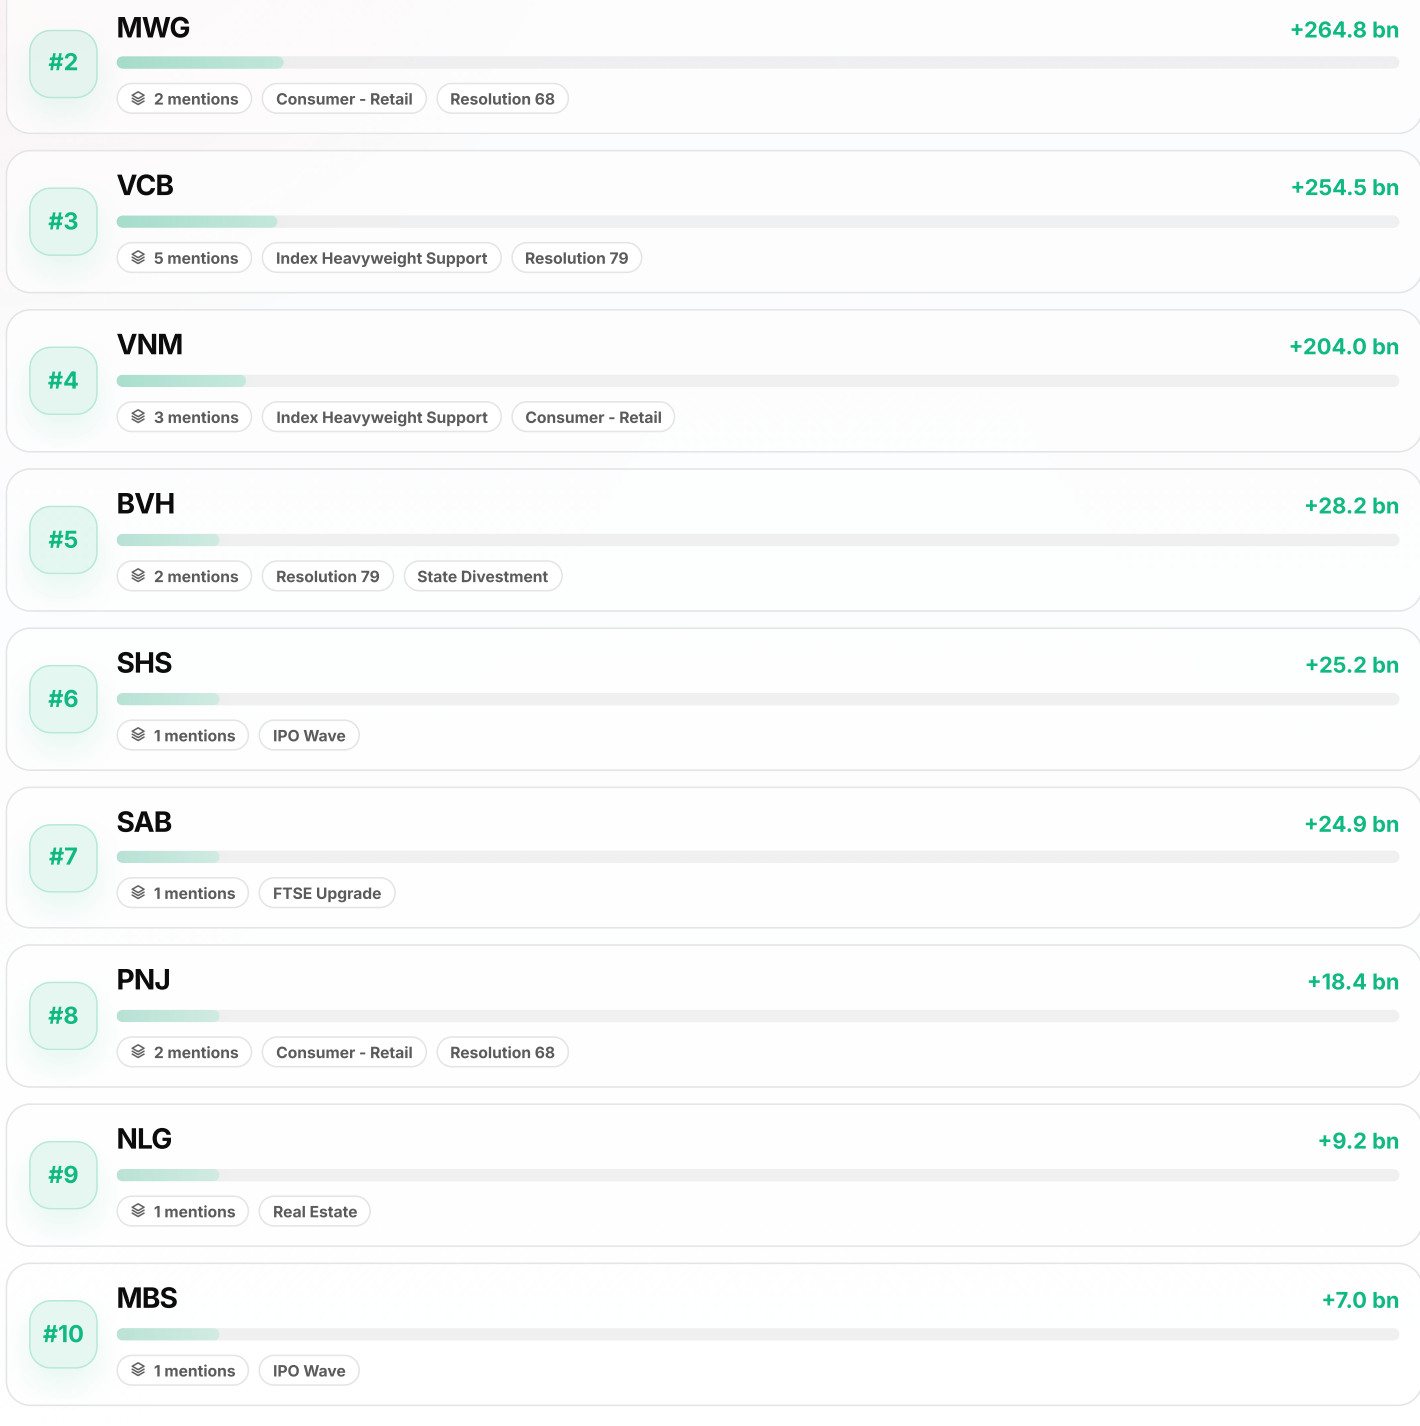 MWG
+264.8 bn
#2
2 mentions
Consumer - Retail
Resolution 68
VCB
+254.5 bn
#3
5 mentions
Index Heavyweight Support
Resolution 79
VNM
+204.0 bn
#4
3 mentions
Index Heavyweight Support
Consumer - Retail
BVH
+28.2 bn
#5
2 mentions
Resolution 79
State Divestment
SHS
+25.2 bn
#6
1 mentions
IPO Wave
SAB
+24.9 bn
#7
1 mentions
FTSE Upgrade
PNJ
+18.4 bn
#8
2 mentions
Consumer - Retail
Resolution 68
NLG
+9.2 bn
#9
1 mentions
Real Estate
MBS
+7.0 bn
#10
1 mentions
IPO Wave